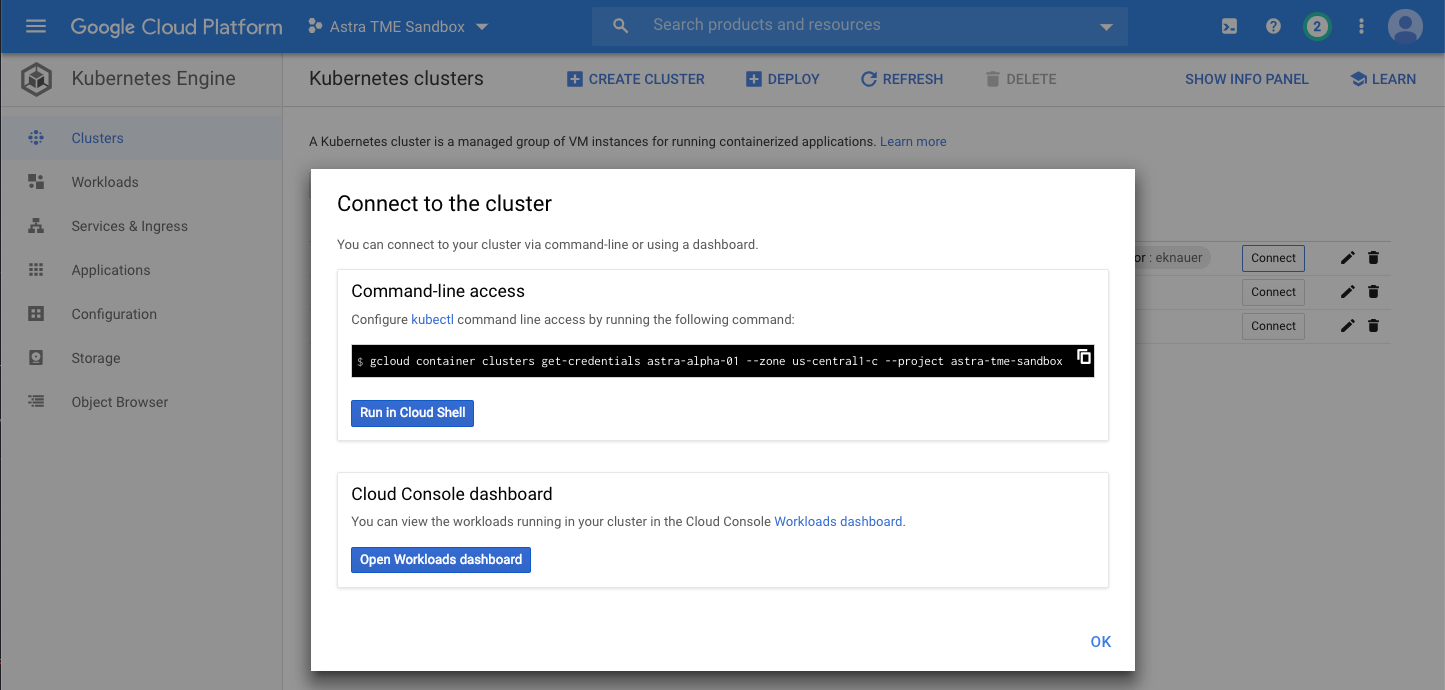 Google Cloud Platform
Astra TME Sandbox
Search products and resources
2
Kubernetes Engine
Kubernetes clusters
CREATE CLUSTER
DEPLOY
REFRESH
DELETE
SHOW INFO PANEL
LEARN
Clusters
Workloads
Services & Ingress
Applications
Configuration
Storage
Object Browser
A Kubernetes cluster is a managed group of VM instances for running containerized applications. Learn more
or : eknauer
Connect
Connect
Connect
Connect to the cluster
You can connect to your cluster via command-line or using a dashboard.
Command-line access
Configure kubectl command line access by running the following command:
$ gcloud container clusters get-credentials astra-alpha-01 --zone us-central1-c --project astra-tme-sandbox
Run in Cloud Shell
Cloud Console dashboard
You can view the workloads running in your cluster in the Cloud Console Workloads dashboard.
Open Workloads dashboard
OK